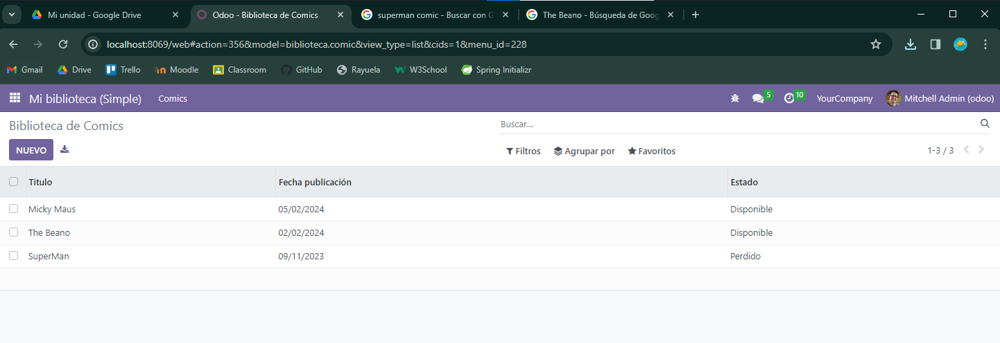 Mi unidad - Google Drive
Odoo - Biblioteca de Comics
superman comic - Buscar con G
The Beano - Búsqueda de Goog
localhost:8069/web#action=356&model=biblioteca.comic&view_type=list&cids=1&menu_id=228
Gmail Drive Trello Moodle Classroom GitHub Rayuela W3School Spring Initializr
Mi biblioteca (Simple) Comics 5 10 YourCompany Mitchell Admin (odoo)
Biblioteca de Comics
Buscar...
NUEVO
Filtros Agrupar por Favoritos 1-3 / 3
Titulo Fecha publicación Estado
Micky Maus 05/02/2024 Disponible
The Beano 02/02/2024 Disponible
SuperMan 09/11/2023 Perdido